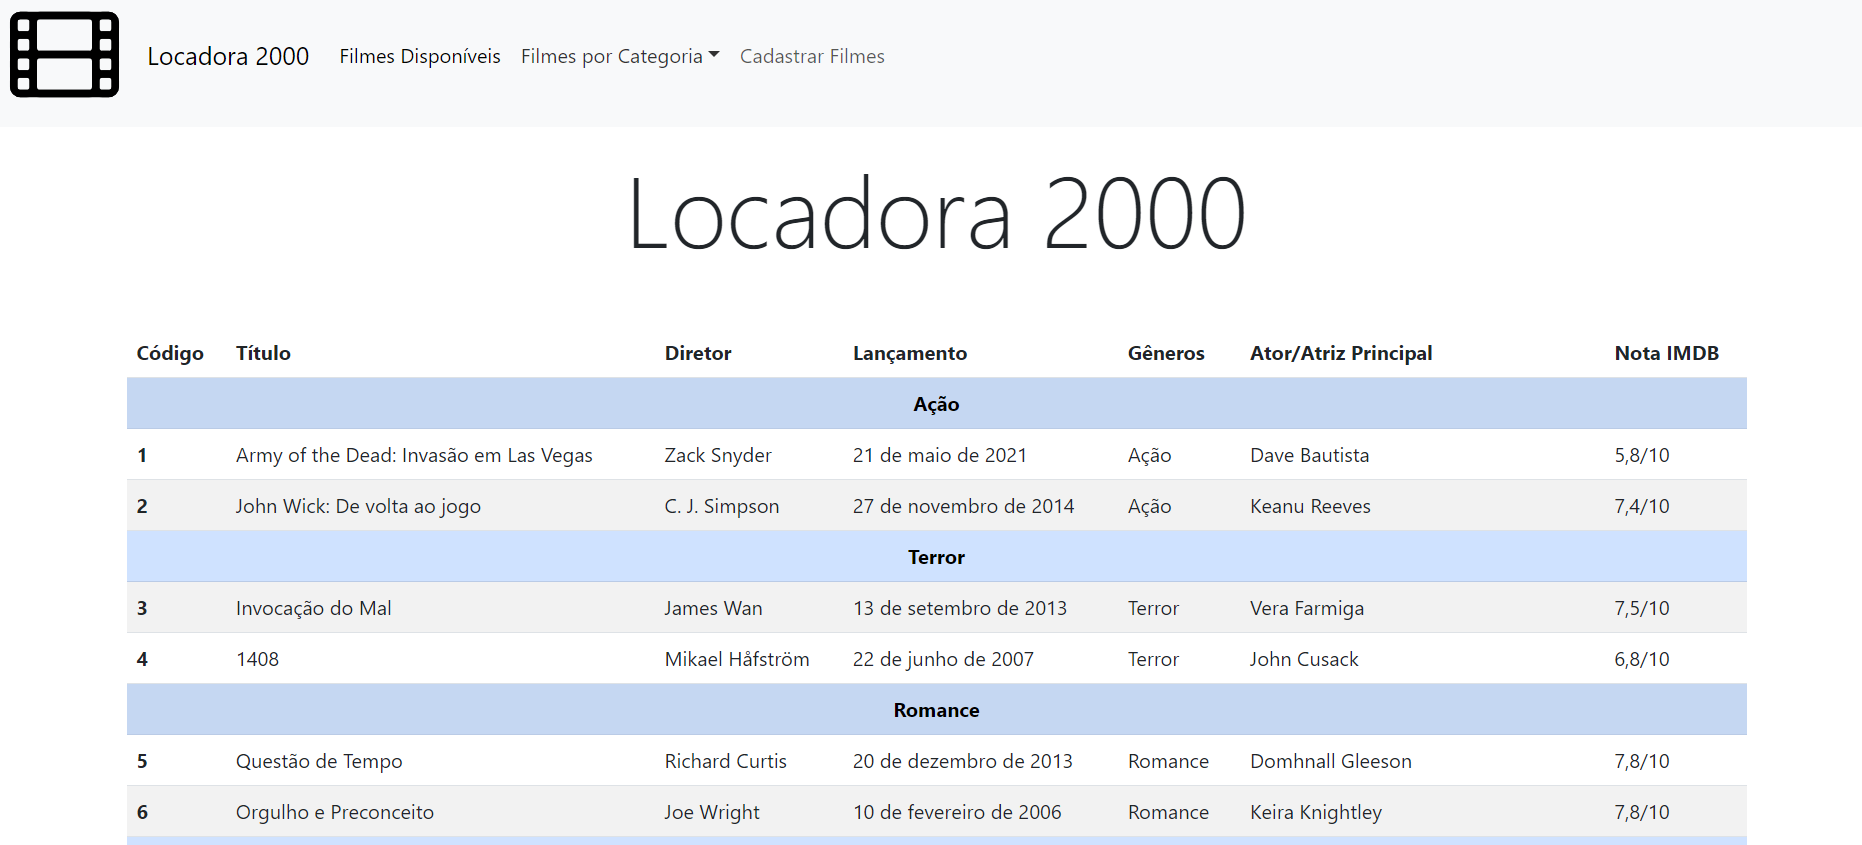 Locadora 2000 Filmes Disponíveis Filmes por Categoria Cadastrar Filmes
Locadora 2000
Código Título Diretor Lançamento Gêneros Ator/Atriz Principal Nota IMDB
Ação
1 Army of the Dead: Invasão em Las Vegas Zack Snyder 21 de maio de 2021 Ação Dave Bautista 5,8/10
2 John Wick: De volta ao jogo C. J. Simpson 27 de novembro de 2014 Ação Keanu Reeves 7,4/10
Terror
3 Invocação do Mal James Wan 13 de setembro de 2013 Terror Vera Farmiga 7,5/10
4 1408 Mikael Håfström 22 de junho de 2007 Terror John Cusack 6,8/10
Romance
5 Questão de Tempo Richard Curtis 20 de dezembro de 2013 Romance Domhnall Gleeson 7,8/10
6 Orgulho e Preconceito Joe Wright 10 de fevereiro de 2006 Romance Keira Knightley 7,8/10